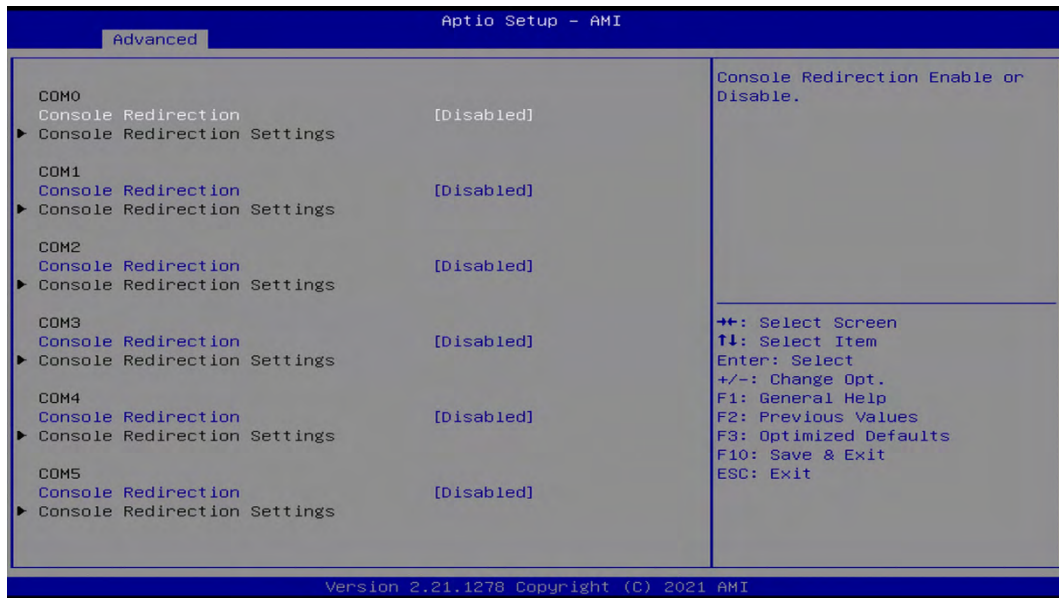 Aptio Setup – AMI
Advanced
COM0
Console Redirection [Disabled]
► Console Redirection Settings
COM1
Console Redirection [Disabled]
► Console Redirection Settings
COM2
Console Redirection [Disabled]
► Console Redirection Settings
COM3
Console Redirection [Disabled]
► Console Redirection Settings
COM4
Console Redirection [Disabled]
► Console Redirection Settings
COM5
Console Redirection [Disabled]
► Console Redirection Settings
Console Redirection Enable or
Disable.
→←: Select Screen
↑↓: Select Item
Enter: Select
+/-: Change Opt.
F1: General Help
F2: Previous Values
F3: Optimized Defaults
F10: Save & Exit
ESC: Exit
Version 2.21.1278 Copyright (C) 2021 AMI